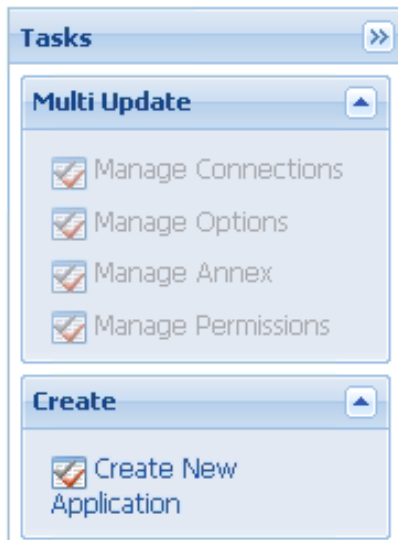 Tasks
Multi Update
Manage Connections
Manage Options
Manage Annex
Manage Permissions
Create
Create New
Application